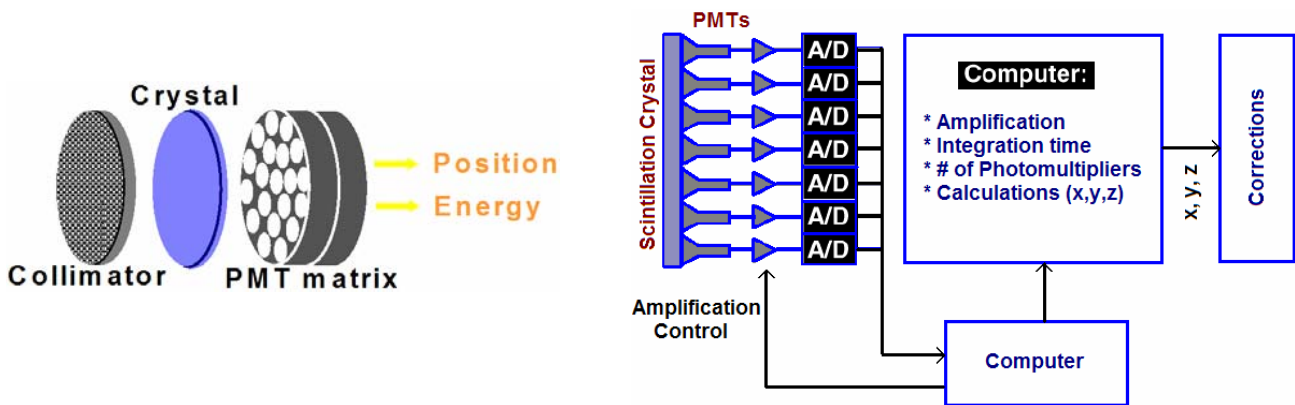 Crystal
Position
Energy
Collimator
PMT matrix
PMTs
Scintillation Crystal
A/D
A/D
A/D
A/D
A/D
A/D
A/D
Amplification
Control
Computer:
* Amplification
* Integration time
* # of Photomultipliers
* Calculations (x,y,z)
x, y, z
Corrections
Computer